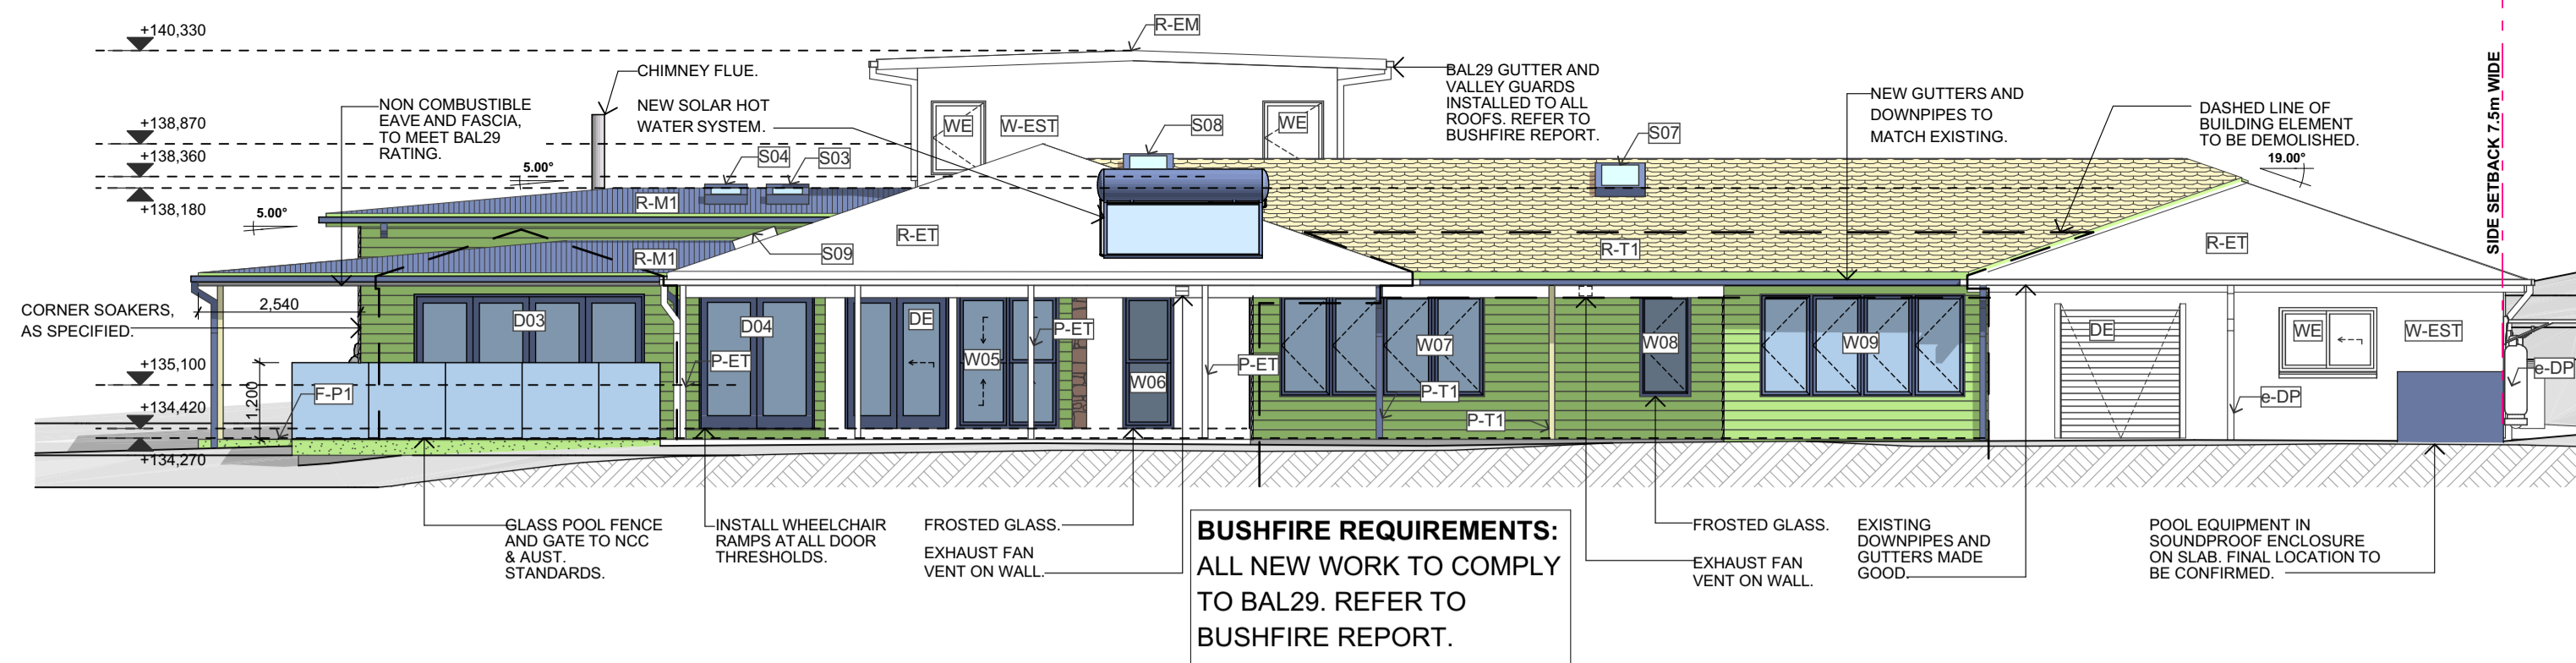 +140,330
R-EM
CHIMNEY FLUE.
BAL29 GUTTER AND
VALLEY GUARDS
INSTALLED TO ALL
ROOFS. REFER TO
BUSHFIRE REPORT.
NON COMBUSTIBLE
EAVE AND FASCIA,
TO MEET BAL29
RATING.
NEW SOLAR HOT
WATER SYSTEM.
NEW GUTTERS AND
DOWNPIPES TO
MATCH EXISTING.
DASHED LINE OF
BUILDING ELEMENT
TO BE DEMOLISHED.
SIDE SETBACK 7.5m WIDE
+138,870
+138,360
+138,180
5.00°
5.00°
19.00°
WE
W-EST
WE
S08
S07
S04
S03
R-M1
R-ET
S09
R-M1
R-T1
R-ET
CORNER SOAKERS,
AS SPECIFIED.
2,540
D03
D04
DE
W05
P-ET
P-ET
W06
P-ET
W07
P-T1
P-T1
W08
W09
DE
WE
W-EST
e-DP
e-DP
+135,100
+134,420
+134,270
1,200
F-P1
GLASS POOL FENCE
AND GATE TO NCC
& AUST.
STANDARDS.
INSTALL WHEELCHAIR
RAMPS AT ALL DOOR
THRESHOLDS.
FROSTED GLASS.
EXHAUST FAN
VENT ON WALL.
BUSHFIRE REQUIREMENTS:
ALL NEW WORK TO COMPLY
TO BAL29. REFER TO
BUSHFIRE REPORT.
FROSTED GLASS.
EXHAUST FAN
VENT ON WALL.
EXISTING
DOWNPIPES AND
GUTTERS MADE
GOOD.
POOL EQUIPMENT IN
SOUNDPROOF ENCLOSURE
ON SLAB. FINAL LOCATION TO
BE CONFIRMED.